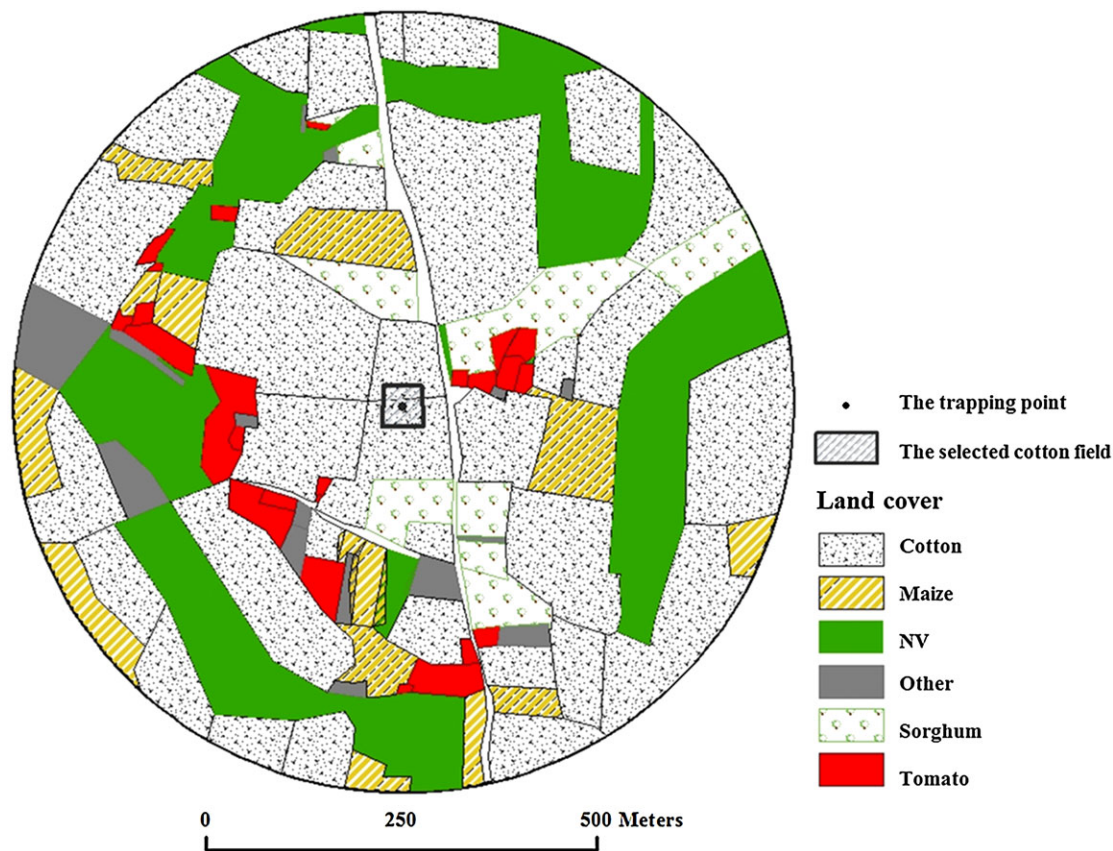 The trapping point
The selected cotton field
Land cover
Cotton
Maize
NV
Other
Sorghum
Tomato
0 250 500 Meters